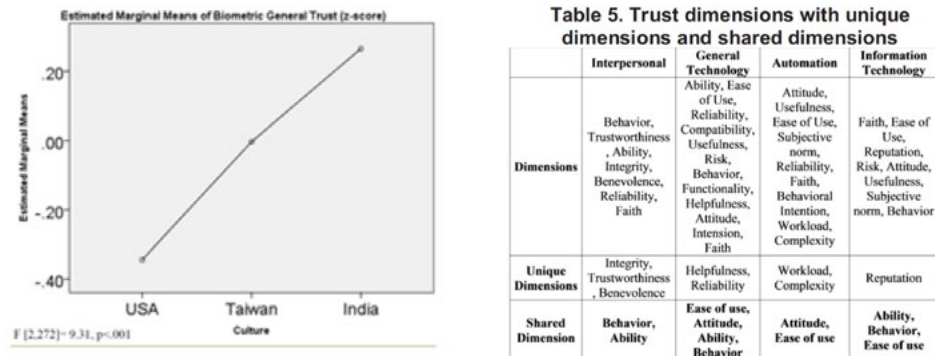 Estimated Marginal Means of Biometric General Trust (z-score)
Estimated Marginal Means
.20
.00
-.20
-.40
USA
Taiwan
India
Culture
F [2,272]= 9.31, p<.001
Table 5. Trust dimensions with unique
dimensions and shared dimensions
Interpersonal
General
Technology
Automation
Information
Technology
Dimensions
Behavior,
Trustworthiness
, Ability,
Integrity,
Benevolence,
Reliability,
Faith
Ability, Ease
of Use,
Reliability,
Compatibility,
Usefulness,
Risk,
Behavior,
Functionality,
Helpfulness,
Attitude,
Intension,
Faith
Attitude,
Usefulness,
Ease of Use,
Subjective
norm,
Reliability,
Faith,
Behavioral
Intention,
Workload,
Complexity
Faith, Ease of
Use,
Reputation,
Risk, Attitude,
Usefulness,
Subjective
norm, Behavior
Unique
Dimensions
Integrity,
Trustworthiness
, Benevolence
Helpfulness,
Reliability
Workload,
Complexity
Reputation
Shared
Dimension
Behavior,
Ability
Ease of use,
Attitude,
Ability,
Behavior
Attitude,
Ease of use
Ability,
Behavior,
Ease of use